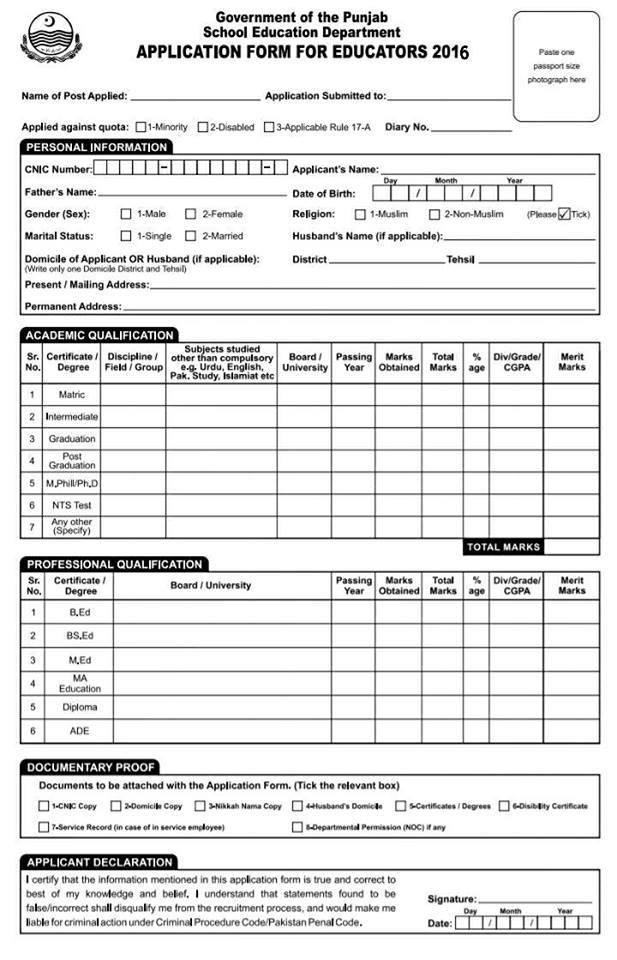 Government of the Punjab
School Education Department
APPLICATION FORM FOR EDUCATORS 2016
Paste one
passport size
photograph here
Name of Post Applied: Application Submitted to:
Applied against quota: 1-Minority 2-Disabled 3-Applicable Rule 17-A Diary No.
PERSONAL INFORMATION
CNIC Number: - - Applicant's Name:
Day Month Year
Father's Name: Date of Birth: / /
Gender (Sex): 1-Male 2-Female Religion: 1-Muslim 2-Non-Muslim (Please ✓ Tick)
Marital Status: 1-Single 2-Married Husband's Name (if applicable):
Domicile of Applicant OR Husband (if applicable): District Tehsil
(Write only one Domicile District and Tehsil)
Present / Mailing Address:
Permanent Address:
ACADEMIC QUALIFICATION
Sr. No. Certificate / Degree Discipline / Field / Group Subjects studied other than compulsory e.g. Urdu, English, Pak. Study, Islamiat etc Board / University Passing Year Marks Obtained Total Marks % age Div/Grade/ CGPA Merit Marks
1 Matric
2 Intermediate
3 Graduation
4 Post Graduation
5 M.Phill/Ph.D
6 NTS Test
7 Any other (Specify)
TOTAL MARKS
PROFESSIONAL QUALIFICATION
Sr. No. Certificate / Degree Board / University Passing Year Marks Obtained Total Marks % age Div/Grade/ CGPA Merit Marks
1 B.Ed
2 BS.Ed
3 M.Ed
4 MA Education
5 Diploma
6 ADE
DOCUMENTARY PROOF
Documents to be attached with the Application Form. (Tick the relevant box)
1-CNIC Copy 2-Domicile Copy 3-Nikkah Nama Copy 4-Husband's Domicile 5-Certificates / Degrees 6-Disibility Certificate
7-Service Record (in case of in service employee) 8-Departmental Permission (NOC) if any
APPLICANT DECLARATION
I certify that the information mentioned in this application form is true and correct to
best of my knowledge and belief. I understand that statements found to be
false/incorrect shall disqualify me from the recruitment process, and would make me
liable for criminal action under Criminal Procedure Code/Pakistan Penal Code.
Signature:
Day Month Year
Date: / /